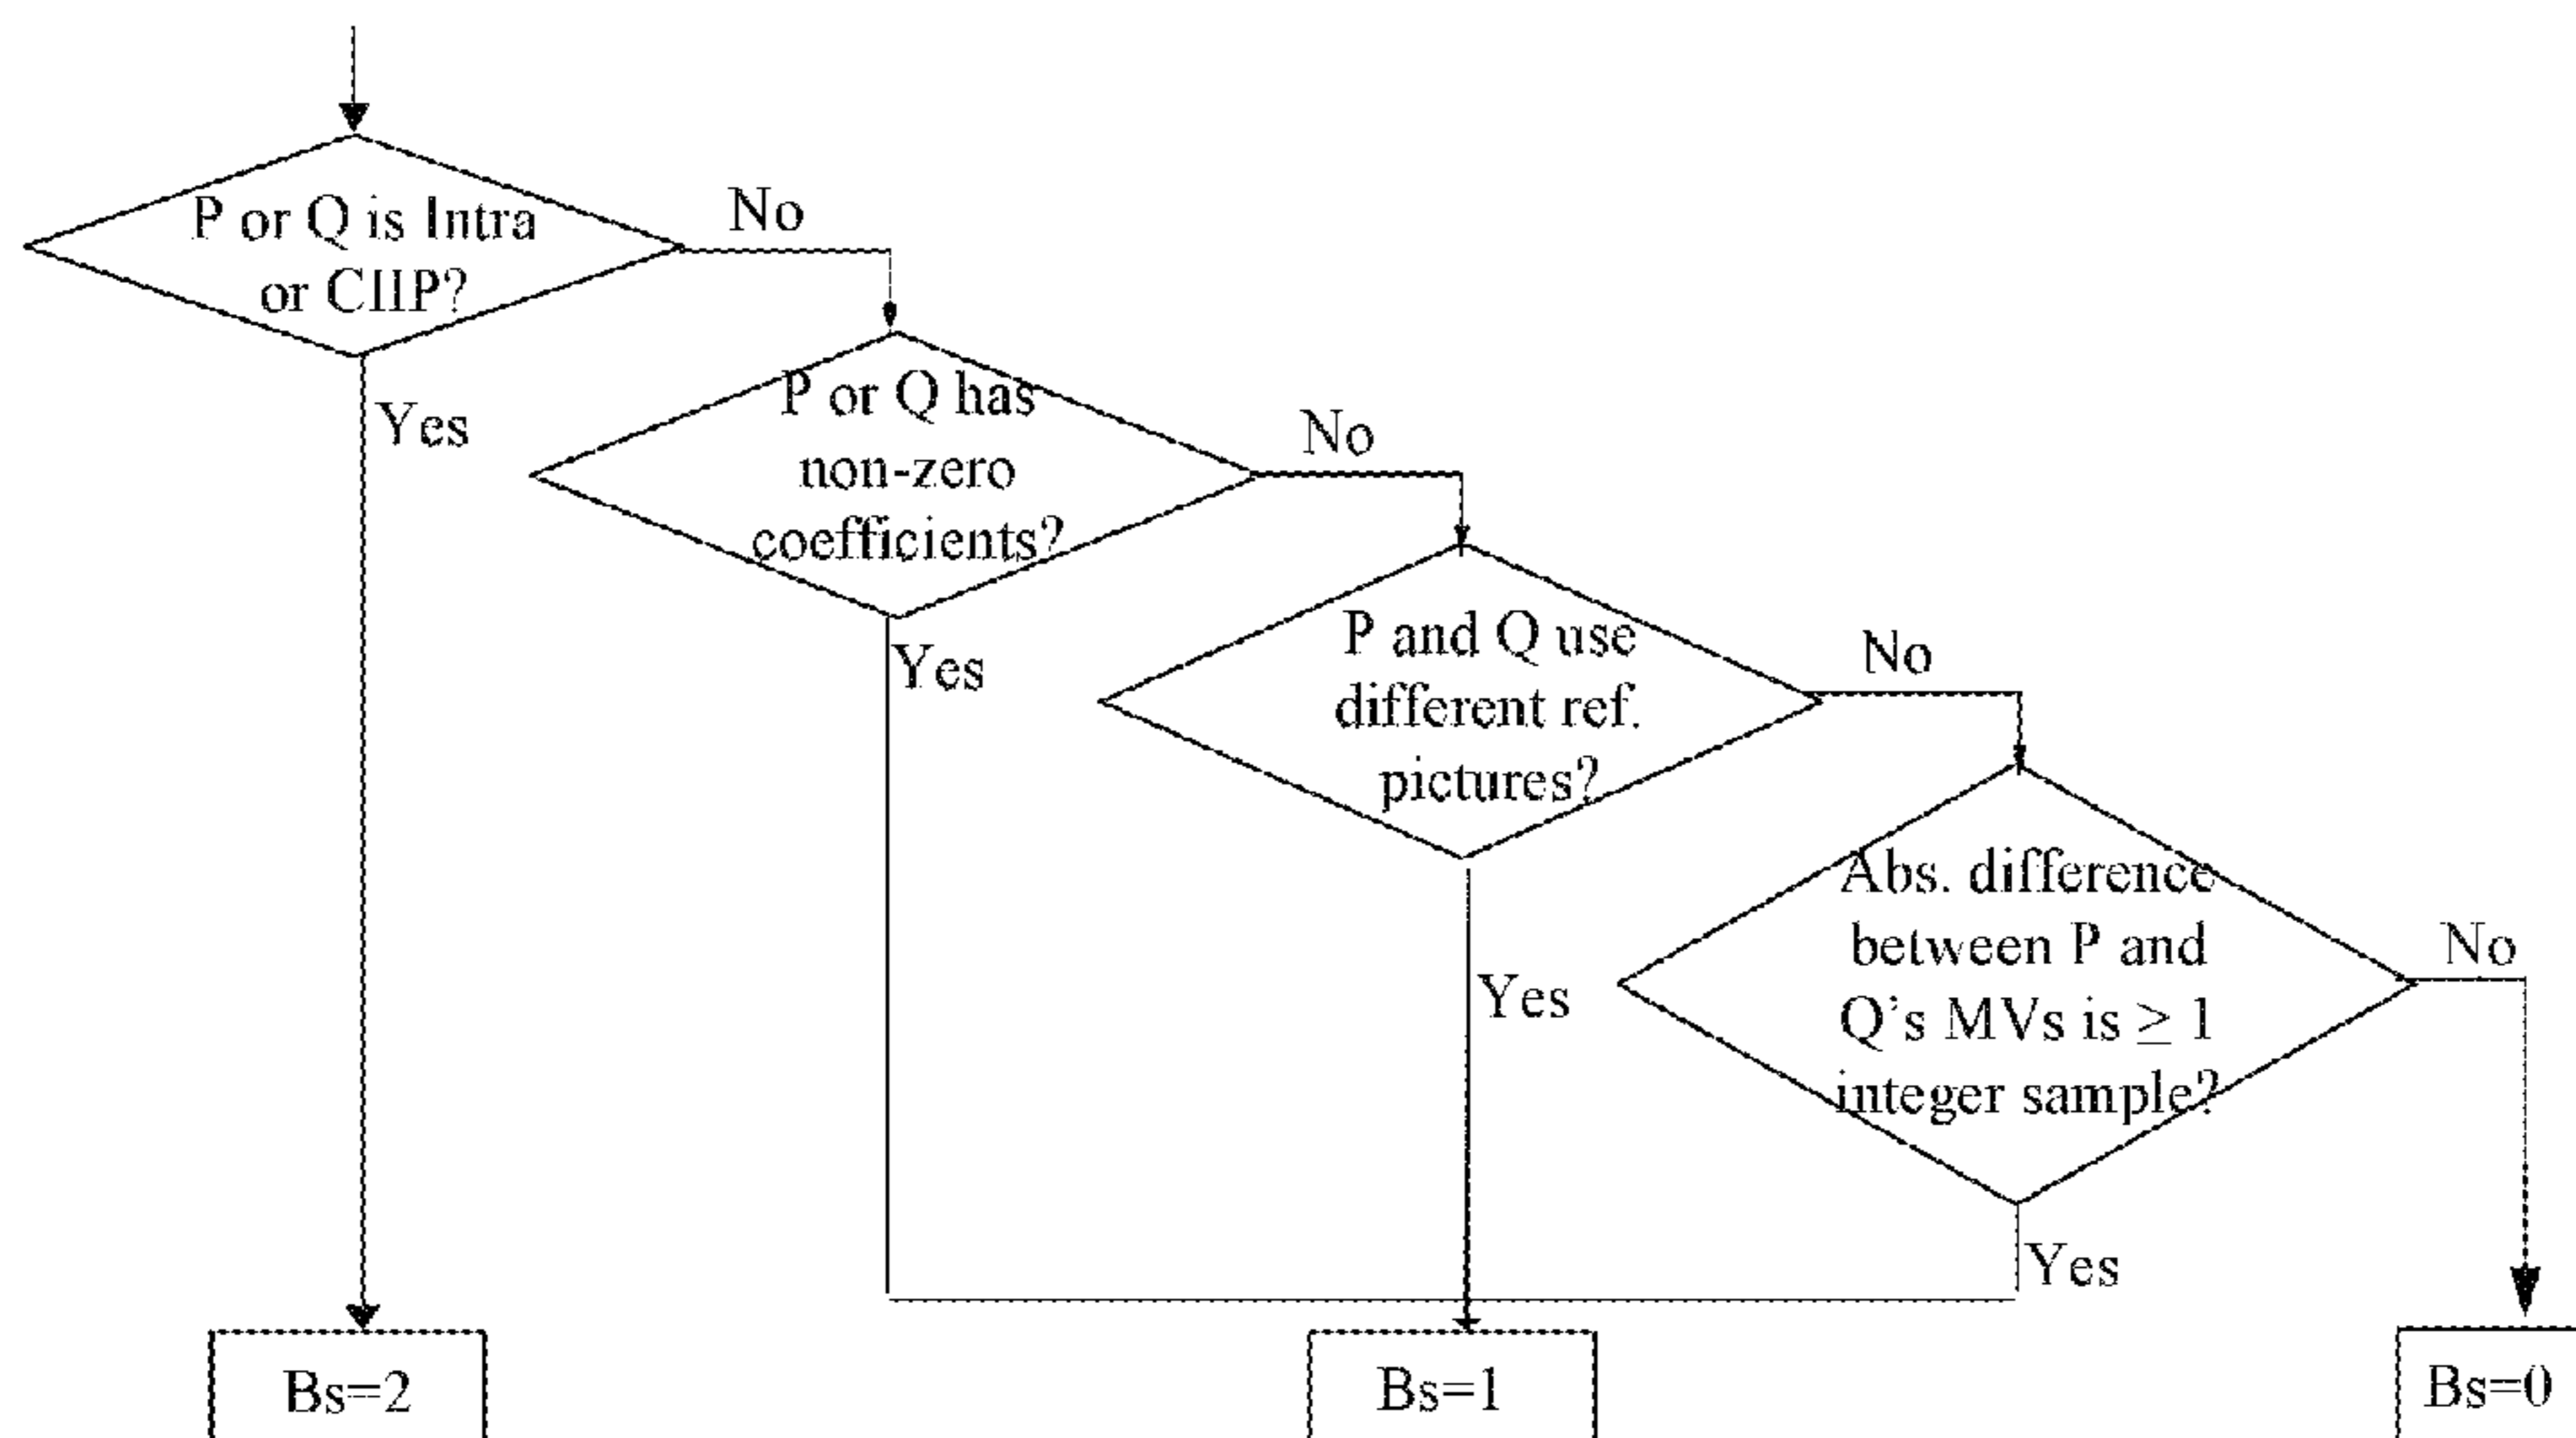 P or Q is Intra
or CIIP?
No
Yes
P or Q has
non-zero
coefficients?
No
Yes
P and Q use
different ref.
pictures?
No
Yes
Abs. difference
between P and
Q's MVs is ≥ 1
integer sample?
No
Yes
Bs=2
Bs=1
Bs=0